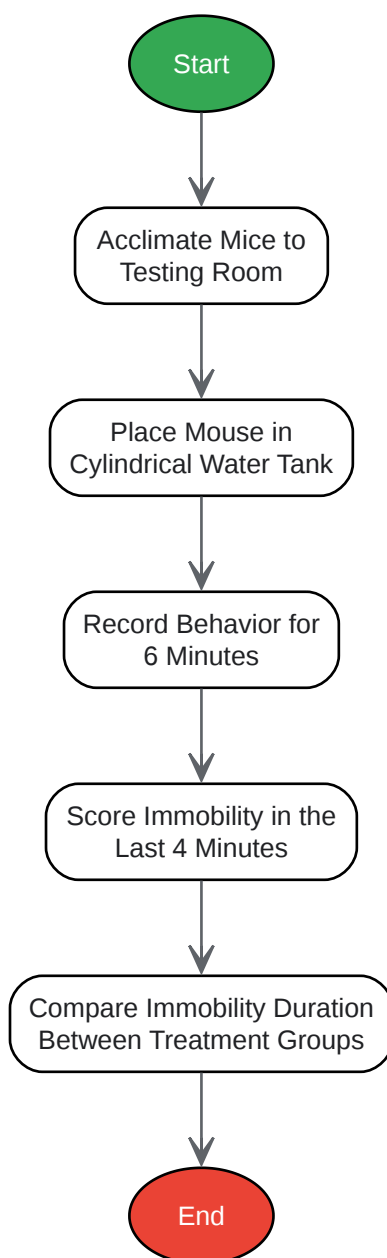 Start
Acclimate Mice to
Testing Room
Place Mouse in
Cylindrical Water Tank
Record Behavior for
6 Minutes
Score Immobility in the
Last 4 Minutes
Compare Immobility Duration
Between Treatment Groups
End